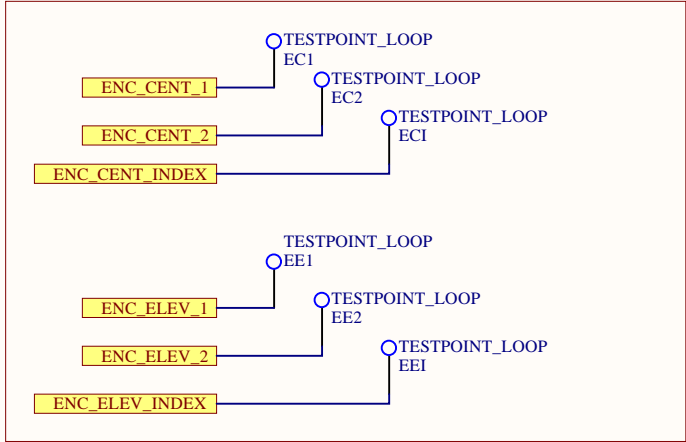 TESTPOINT_LOOP
EC1
ENC_CENT_1
TESTPOINT_LOOP
EC2
ENC_CENT_2
TESTPOINT_LOOP
ECI
ENC_CENT_INDEX
TESTPOINT_LOOP
EE1
ENC_ELEV_1
TESTPOINT_LOOP
EE2
ENC_ELEV_2
TESTPOINT_LOOP
EEI
ENC_ELEV_INDEX